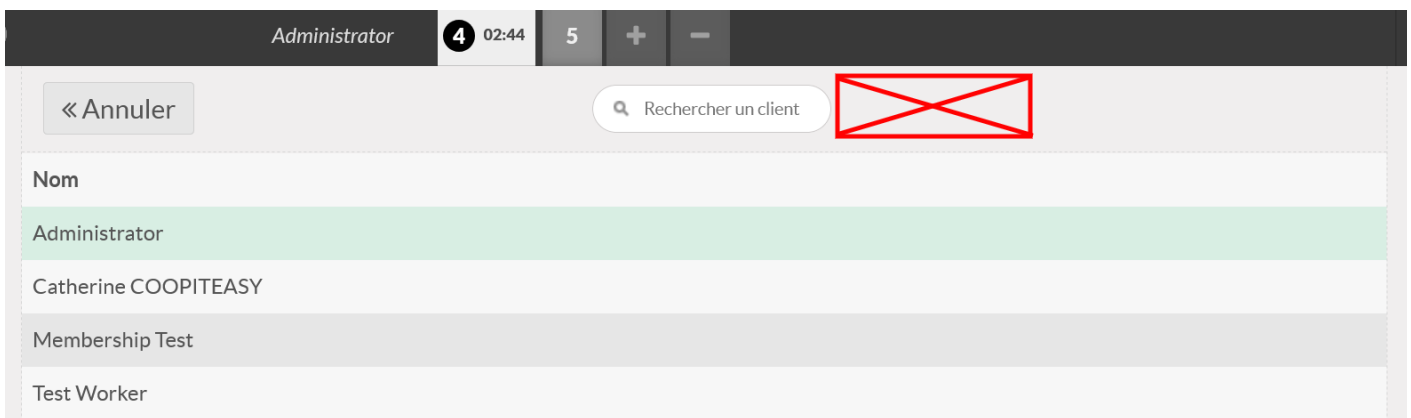 Administrator 4 02:44 5 + −
« Annuler Rechercher un client
Nom
Administrator
Catherine COOPITEASY
Membership Test
Test Worker